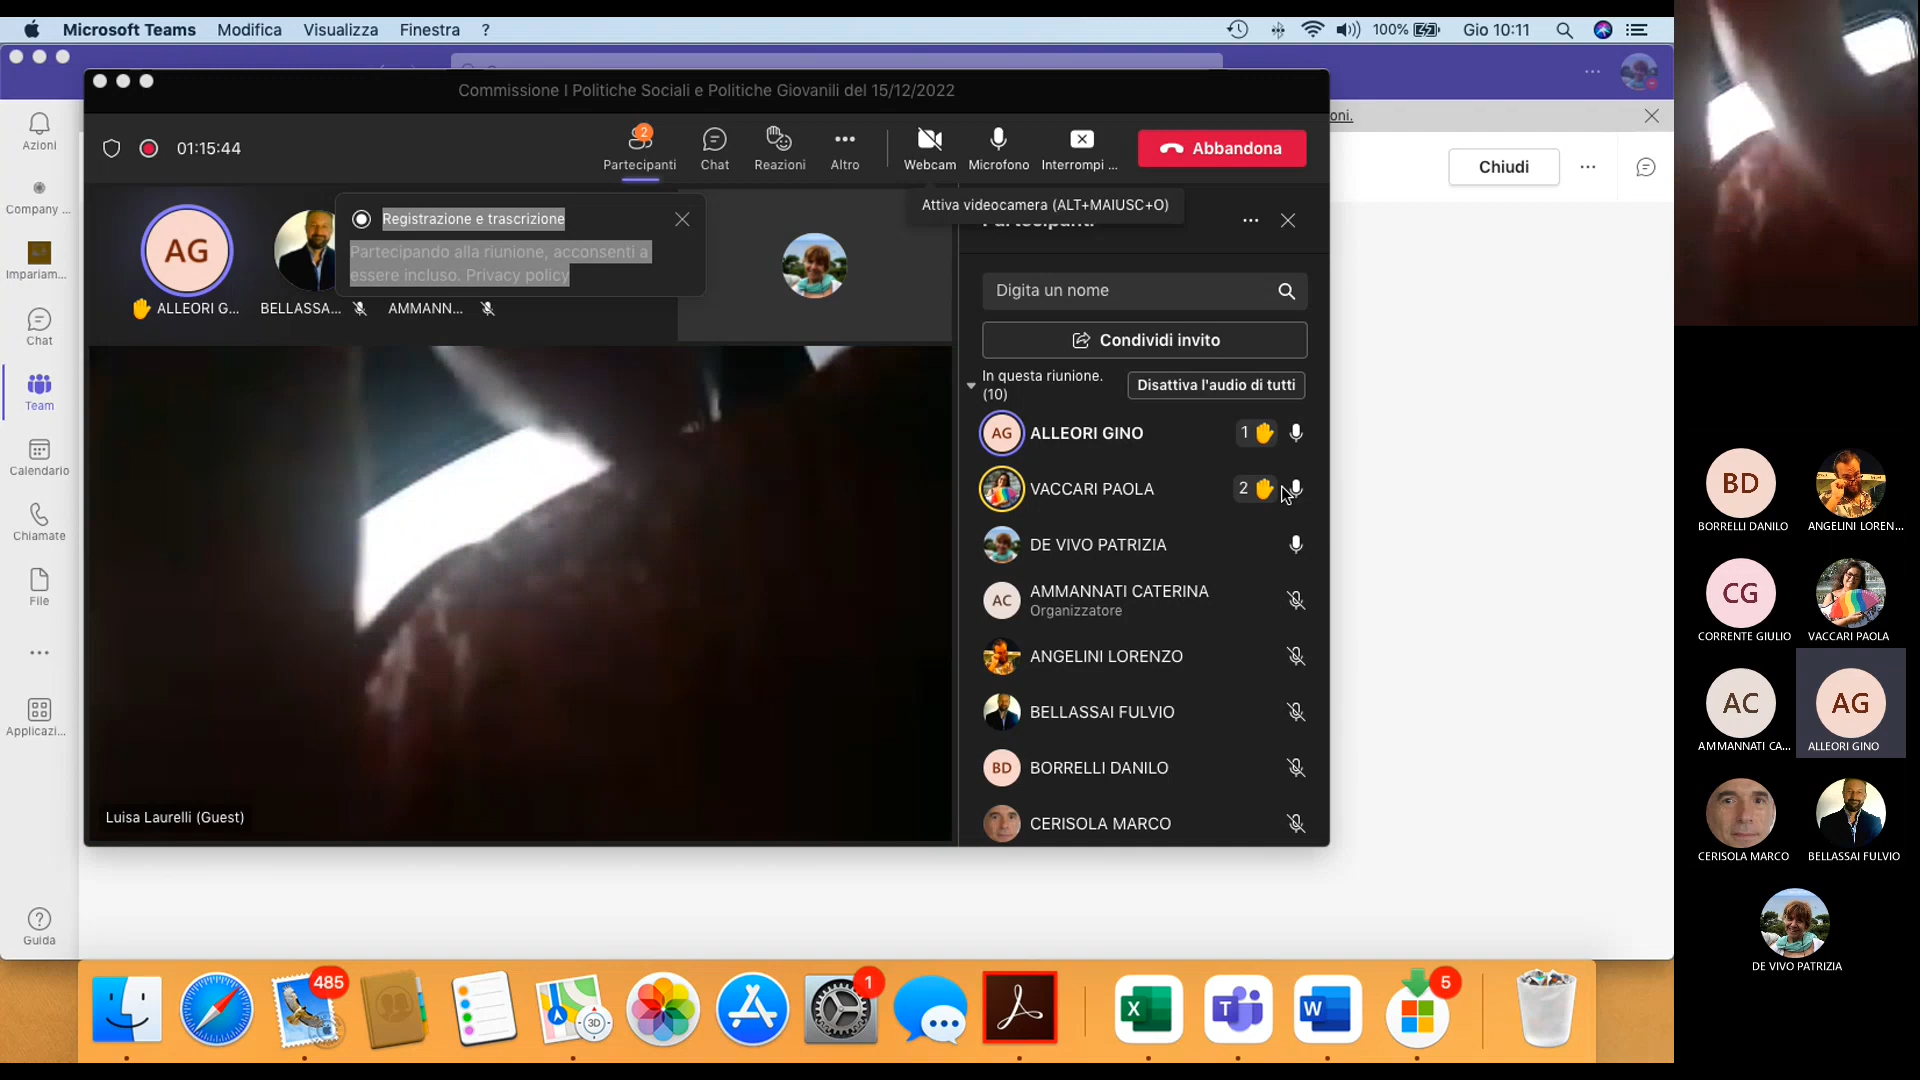 Microsoft Teams Modifica Visualizza Finestra ? 100% Gio 10:11
Commissione I Politiche Sociali e Politiche Giovanili del 15/12/2022
oni.
01:15:44
2
Partecipanti Chat Reazioni Altro Webcam Microfono Interrompi ... Abbandona
Chiudi
Attiva videocamera (ALT+MAIUSC+O)
Azioni
Company ...
Impariam...
Chat
Team
Calendario
Chiamate
File
Applicazi...
Guida
Registrazione e trascrizione
Partecipando alla riunione, acconsenti a
essere incluso. Privacy policy
AG
ALLEORI G... BELLASSA... AMMANN...
Luisa Laurelli (Guest)
Digita un nome
Condividi invito
In questa riunione.
(10)
Disattiva l'audio di tutti
AG ALLEORI GINO 1
VACCARI PAOLA 2
DE VIVO PATRIZIA
AC AMMANNATI CATERINA
Organizzatore
ANGELINI LORENZO
BELLASSAI FULVIO
BD BORRELLI DANILO
CERISOLA MARCO
BD
BORRELLI DANILO ANGELINI LOREN...
CG
CORRENTE GIULIO VACCARI PAOLA
AC AG
AMMANNATI CA... ALLEORI GINO
CERISOLA MARCO BELLASSAI FULVIO
DE VIVO PATRIZIA
485
3D
1
X
T
W
5